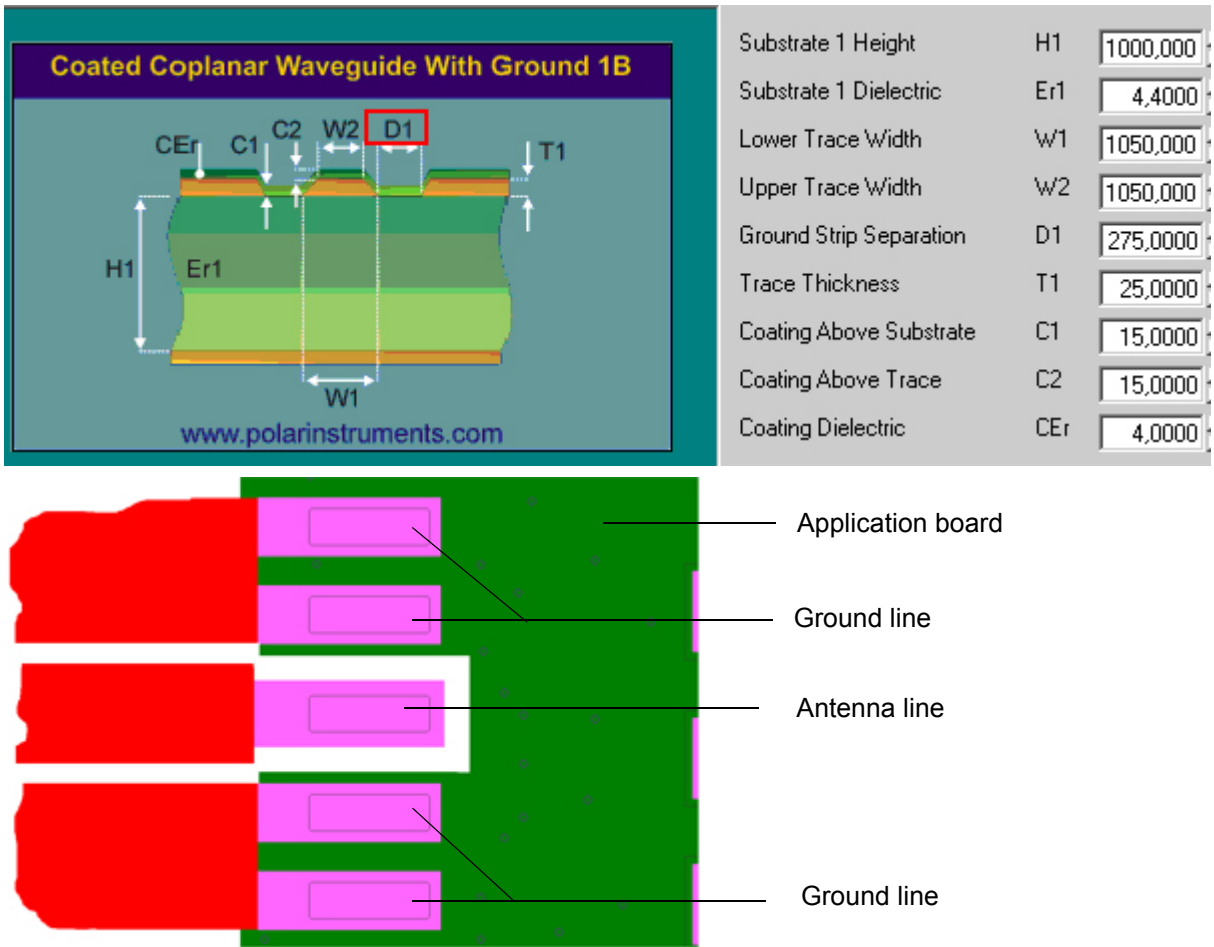 Coated Coplanar Waveguide With Ground 1B
CEr C1 C2 W2 D1 T1
H1 Er1
W1
www.polarinstruments.com
Substrate 1 Height H1 1000,000
Substrate 1 Dielectric Er1 4,4000
Lower Trace Width W1 1050,000
Upper Trace Width W2 1050,000
Ground Strip Separation D1 275,0000
Trace Thickness T1 25,0000
Coating Above Substrate C1 15,0000
Coating Above Trace C2 15,0000
Coating Dielectric CEr 4,0000
Application board
Ground line
Antenna line
Ground line